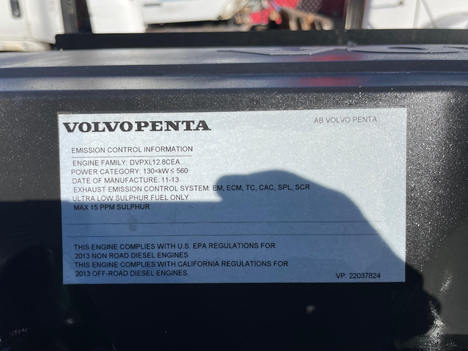 VOLVO PENTA
AB VOLVO PENTA
EMISSION CONTROL INFORMATION
ENGINE FAMILY: DVPXL12.8CEA
POWER CATEGORY: 130<kW ≤ 560
DATE OF MANUFACTURE: 11-13
EXHAUST EMISSION CONTROL SYSTEM: EM, ECM, TC, CAC, SPL, SCR
ULTRA LOW SULPHUR FUEL ONLY
MAX 15 PPM SULPHUR
THIS ENGINE COMPLIES WITH U.S. EPA REGULATIONS FOR
2013 NON ROAD DIESEL ENGINES
THIS ENGINE COMPLIES WITH CALIFORNIA REGULATIONS FOR
2013 OFF-ROAD DIESEL ENGINES.
VP: 22037824